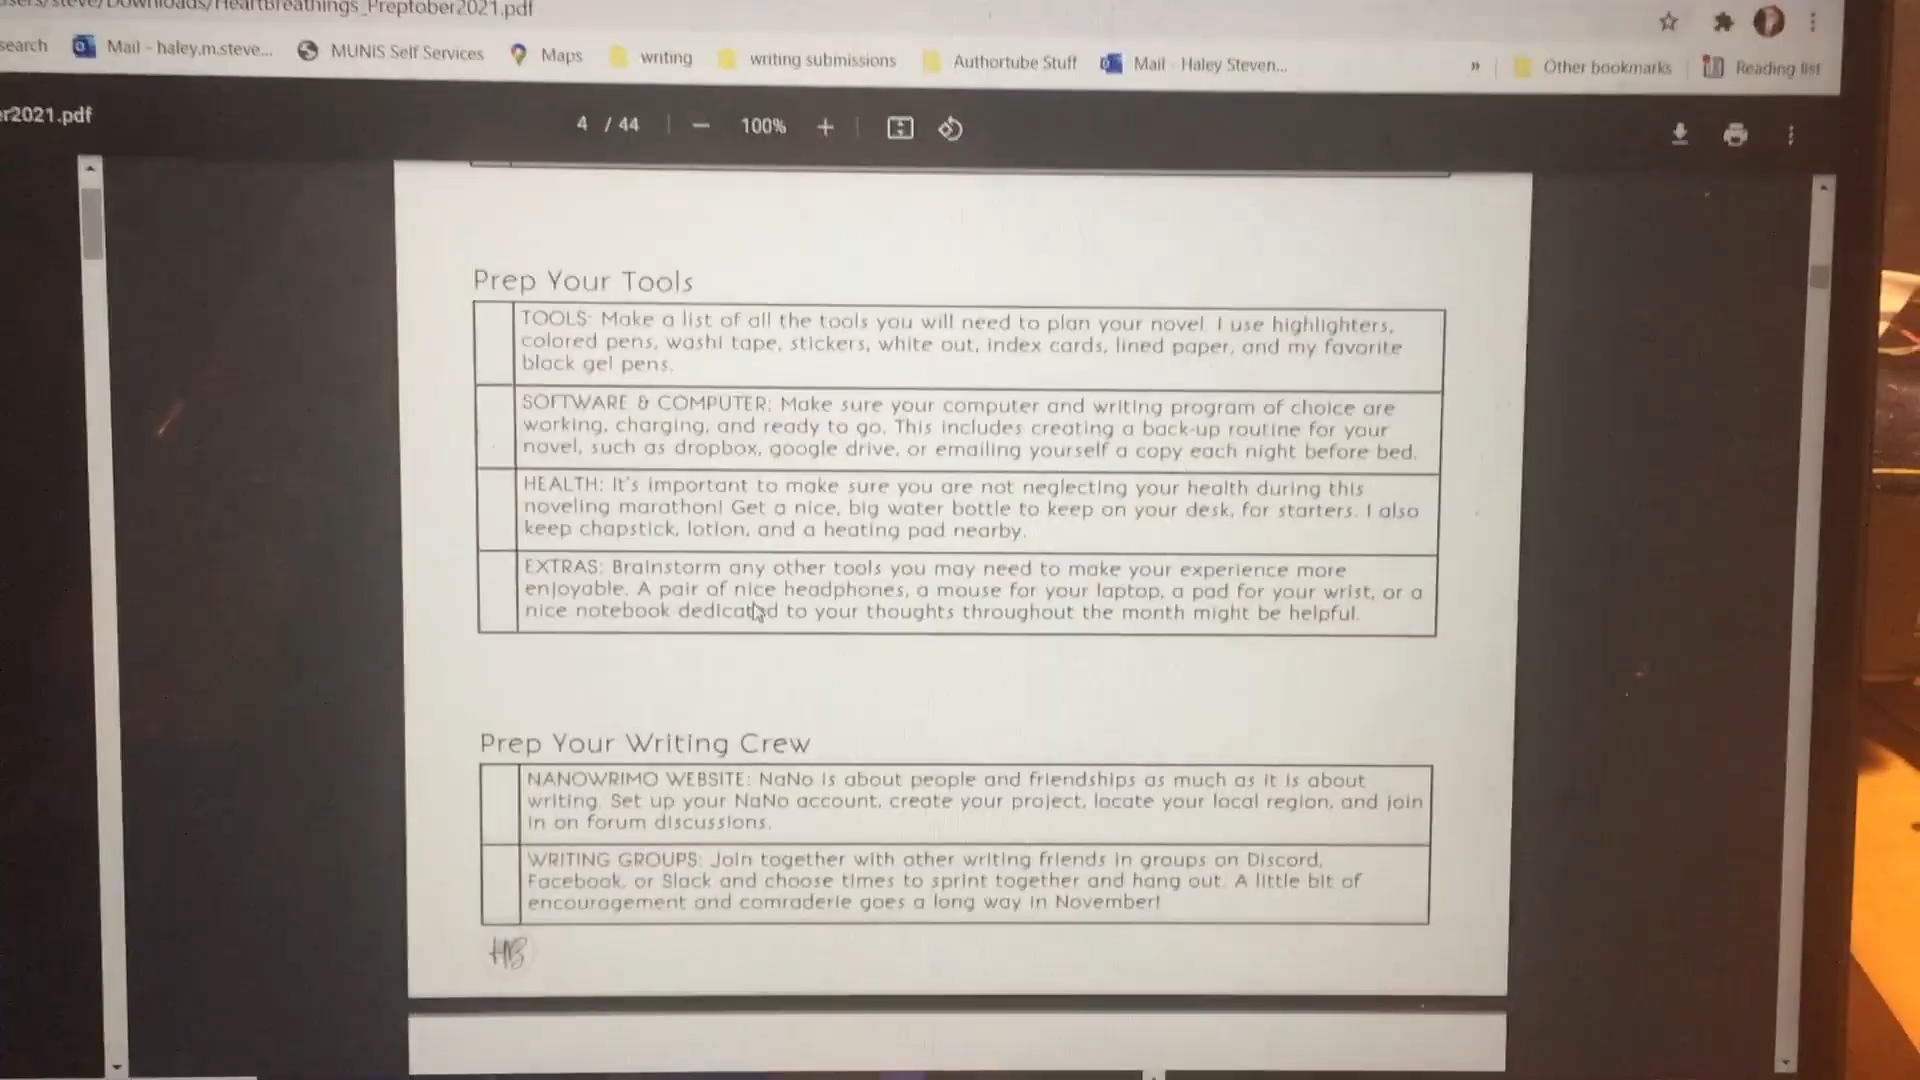 sers/steve/Downloads/HeartBreathings_Preptober2021.pdf
search Mail - haley.m.steve... MUNIS Self Services Maps writing writing submissions Authortube Stuff Mail - Haley Steven... » Other bookmarks Reading list
er2021.pdf 4 / 44 — 100% +
Prep Your Tools
TOOLS: Make a list of all the tools you will need to plan your novel. I use highlighters,
colored pens, washi tape, stickers, white out, index cards, lined paper, and my favorite
black gel pens.
SOFTWARE & COMPUTER: Make sure your computer and writing program of choice are
working, charging, and ready to go. This includes creating a back-up routine for your
novel, such as dropbox, google drive, or emailing yourself a copy each night before bed.
HEALTH: It's important to make sure you are not neglecting your health during this
noveling marathon! Get a nice, big water bottle to keep on your desk, for starters. I also
keep chapstick, lotion, and a heating pad nearby.
EXTRAS: Brainstorm any other tools you may need to make your experience more
enjoyable. A pair of nice headphones, a mouse for your laptop, a pad for your wrist, or a
nice notebook dedicated to your thoughts throughout the month might be helpful.
Prep Your Writing Crew
NANOWRIMO WEBSITE: NaNo is about people and friendships as much as it is about
writing. Set up your NaNo account, create your project, locate your local region, and join
in on forum discussions.
WRITING GROUPS: Join together with other writing friends in groups on Discord,
Facebook, or Slack and choose times to sprint together and hang out. A little bit of
encouragement and comraderie goes a long way in November!
HB